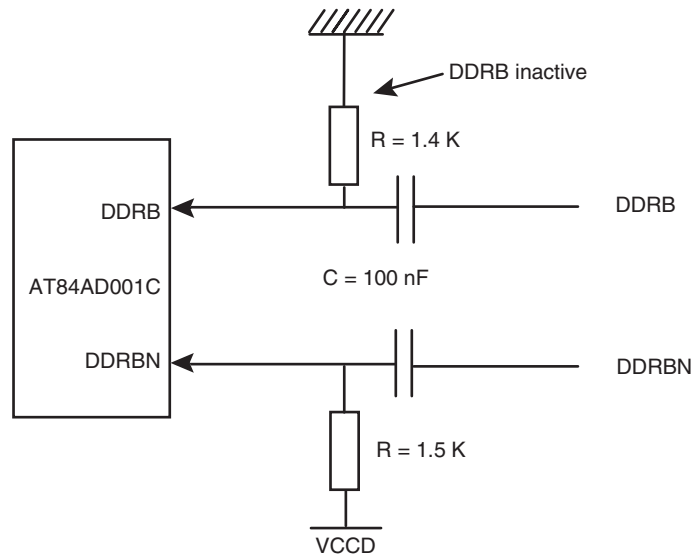 DDRB inactive
R = 1.4 K
DDRB
DDRB
AT84AD001C
C = 100 nF
DDRBN
DDRBN
R = 1.5 K
VCCD